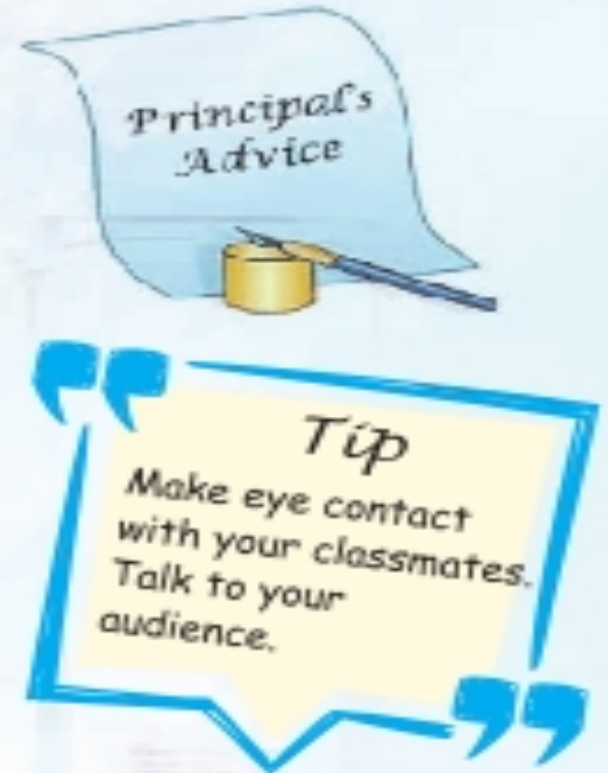 Principal's
Advice
Tip
Make eye contact
with your classmates.
Talk to your
audience.